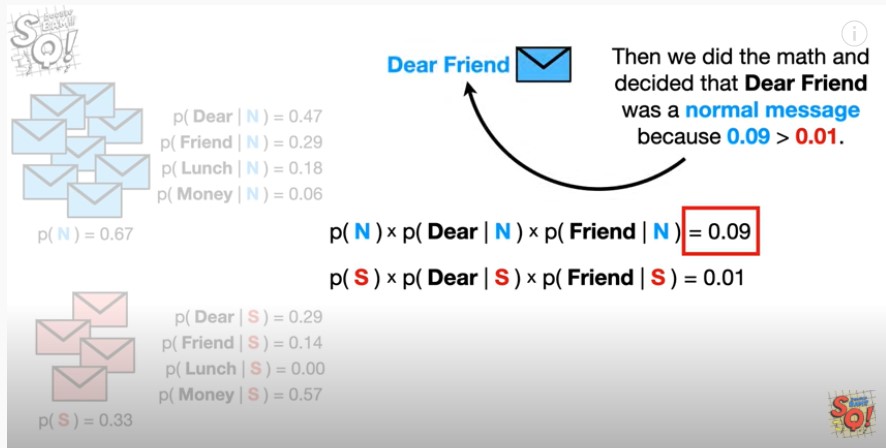 SQ!
Dear Friend
Then we did the math and
decided that Dear Friend
was a normal message
because 0.09 > 0.01.
p( Dear | N ) = 0.47
p( Friend | N ) = 0.29
p( Lunch | N ) = 0.18
p( Money | N ) = 0.06
p( N ) = 0.67
p( N ) × p( Dear | N ) × p( Friend | N ) = 0.09
p( S ) × p( Dear | S ) × p( Friend | S ) = 0.01
p( Dear | S ) = 0.29
p( Friend | S ) = 0.14
p( Lunch | S ) = 0.00
p( Money | S ) = 0.57
p( S ) = 0.33
SQ!